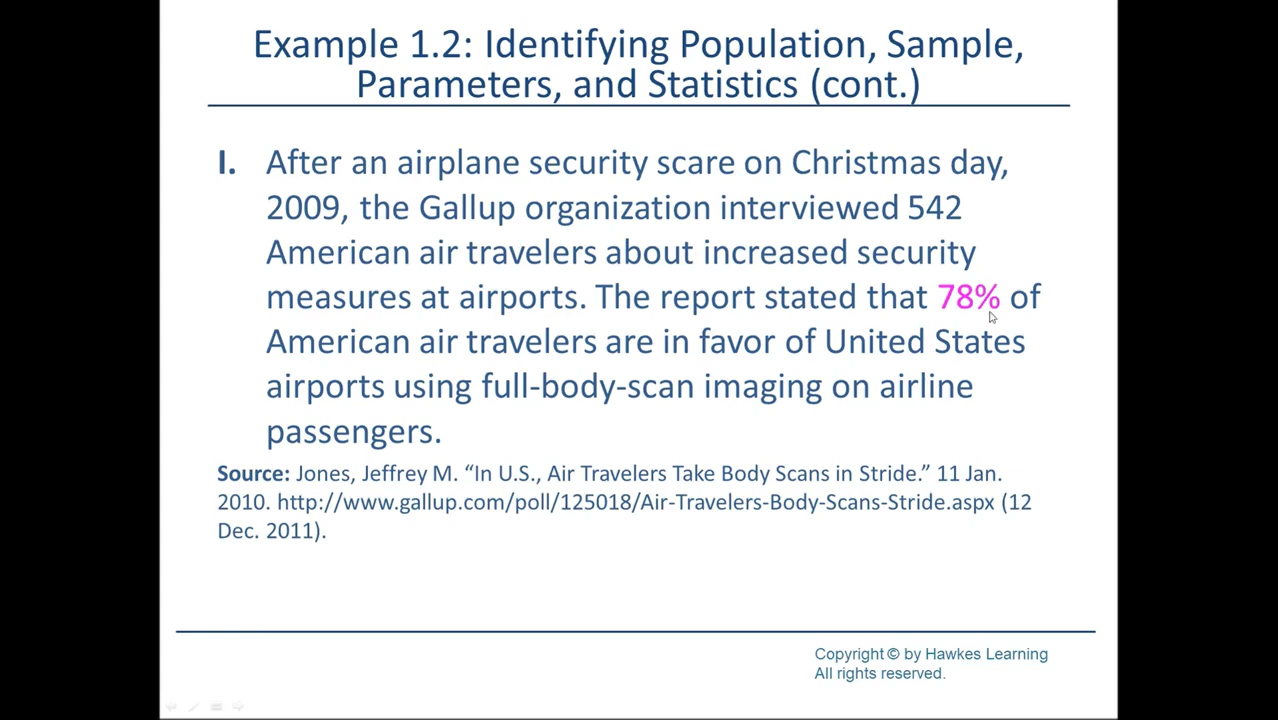 Example 1.2: Identifying Population, Sample,
Parameters, and Statistics (cont.)
I. After an airplane security scare on Christmas day,
2009, the Gallup organization interviewed 542
American air travelers about increased security
measures at airports. The report stated that 78% of
American air travelers are in favor of United States
airports using full-body-scan imaging on airline
passengers.
Source: Jones, Jeffrey M. “In U.S., Air Travelers Take Body Scans in Stride.” 11 Jan.
2010. http://www.gallup.com/poll/125018/Air-Travelers-Body-Scans-Stride.aspx (12
Dec. 2011).
Copyright © by Hawkes Learning
All rights reserved.